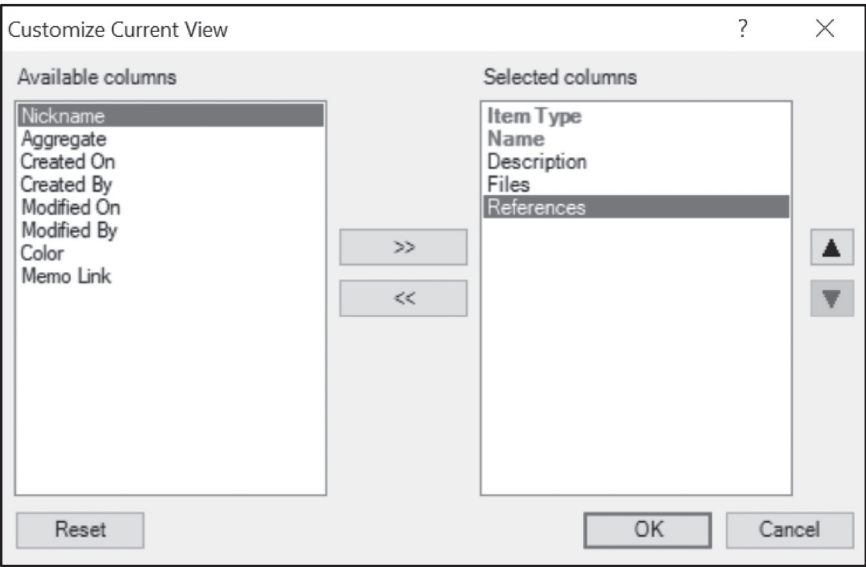 Customize Current View ?
Available columns
Nickname
Aggregate
Created On
Created By
Modified On
Modified By
Color
Memo Link
>>
<<
Selected columns
Item Type
Name
Description
Files
References
Reset
OK
Cancel